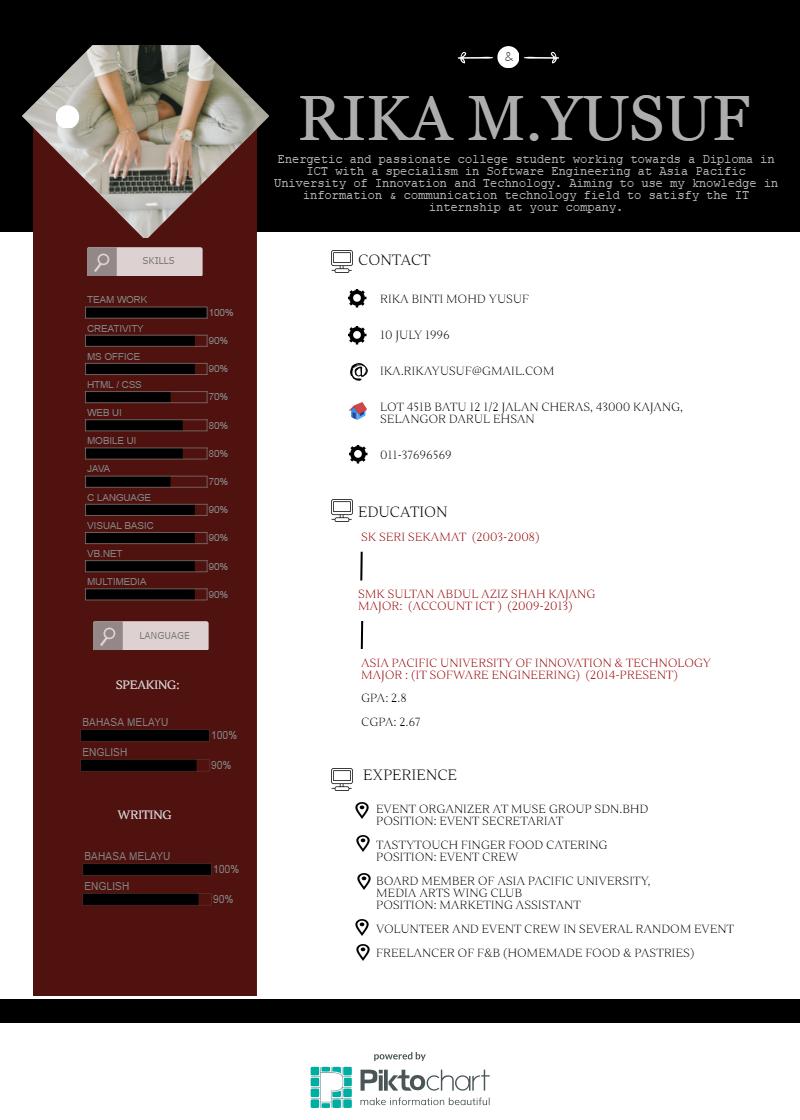 &
RIKA M.YUSUF
Energetic and passionate college student working towards a Diploma in
ICT with a specialism in Software Engineering at Asia Pacific
University of Innovation and Technology. Aiming to use my knowledge in
information & communication technology field to satisfy the IT
internship at your company.
SKILLS
TEAM WORK
100%
CREATIVITY
90%
MS OFFICE
90%
HTML / CSS
70%
WEB UI
80%
MOBILE UI
80%
JAVA
70%
C LANGUAGE
90%
VISUAL BASIC
90%
VB.NET
90%
MULTIMEDIA
90%
LANGUAGE
SPEAKING:
BAHASA MELAYU
100%
ENGLISH
90%
WRITING
BAHASA MELAYU
100%
ENGLISH
90%
CONTACT
RIKA BINTI MOHD YUSUF
10 JULY 1996
@ IKA.RIKAYUSUF@GMAIL.COM
LOT 451B BATU 12 1/2 JALAN CHERAS, 43000 KAJANG,
SELANGOR DARUL EHSAN
011-37696569
EDUCATION
SK SERI SEKAMAT (2003-2008)
SMK SULTAN ABDUL AZIZ SHAH KAJANG
MAJOR: (ACCOUNT ICT ) (2009-2013)
ASIA PACIFIC UNIVERSITY OF INNOVATION & TECHNOLOGY
MAJOR : (IT SOFWARE ENGINEERING) (2014-PRESENT)
GPA: 2.8
CGPA: 2.67
EXPERIENCE
EVENT ORGANIZER AT MUSE GROUP SDN.BHD
POSITION: EVENT SECRETARIAT
TASTYTOUCH FINGER FOOD CATERING
POSITION: EVENT CREW
BOARD MEMBER OF ASIA PACIFIC UNIVERSITY,
MEDIA ARTS WING CLUB
POSITION: MARKETING ASSISTANT
VOLUNTEER AND EVENT CREW IN SEVERAL RANDOM EVENT
FREELANCER OF F&B (HOMEMADE FOOD & PASTRIES)
powered by
Piktochart
make information beautiful